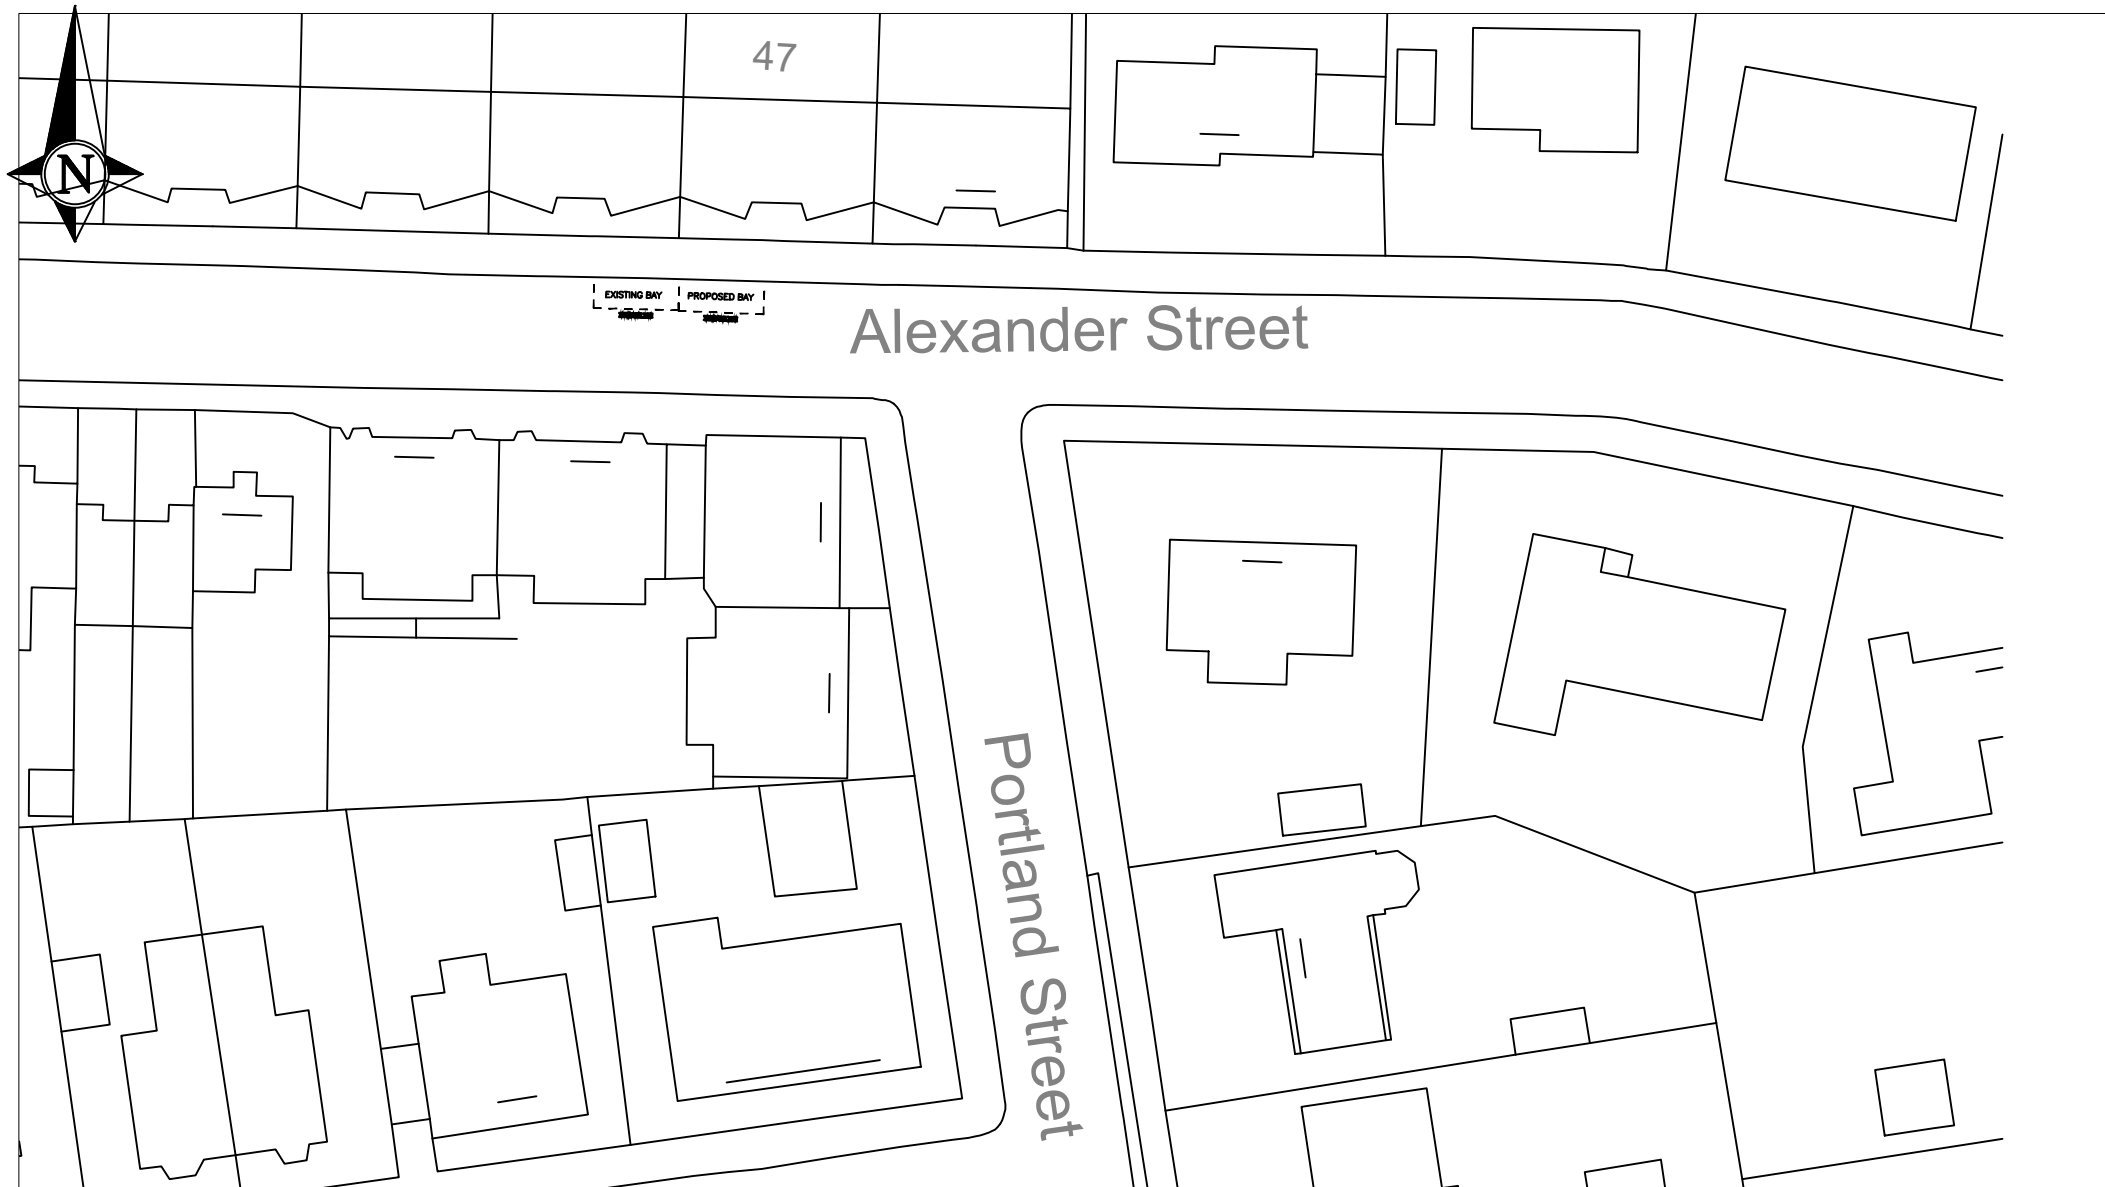 47
N
EXISTING BAY
PROPOSED BAY
Alexander Street
Portland Street